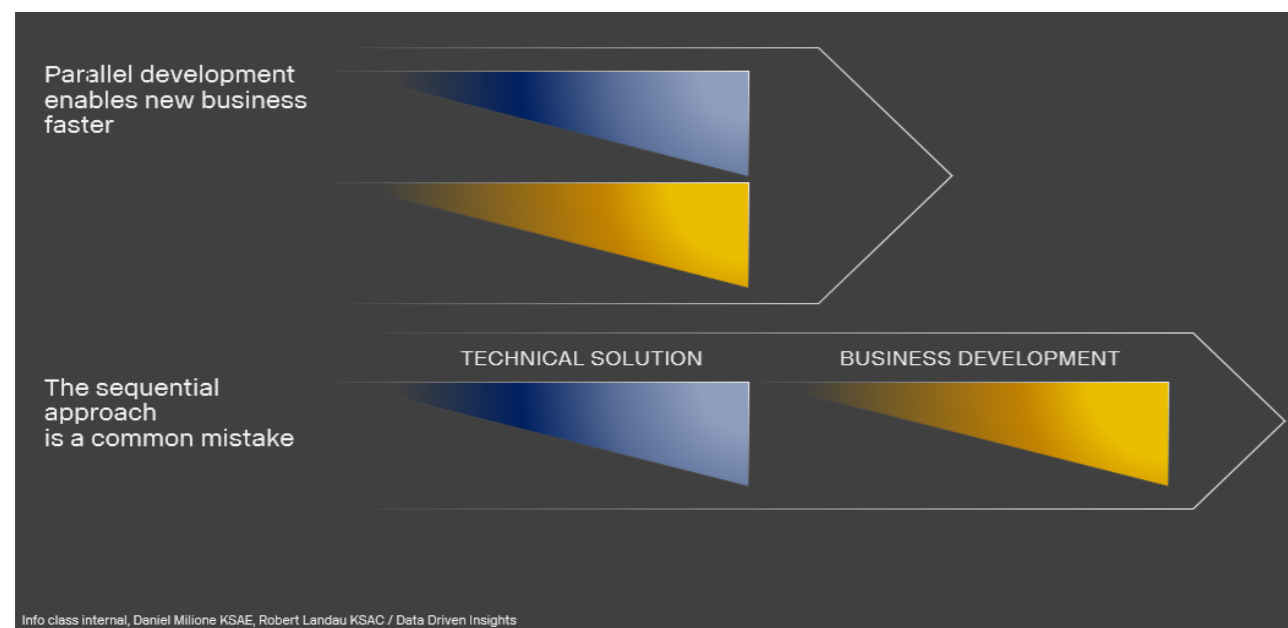 Parallel development
enables new business
faster
TECHNICAL SOLUTION
BUSINESS DEVELOPMENT
The sequential
approach
is a common mistake
Info class internal, Daniel Milione KSAE, Robert Landau KSAC / Data Driven Insights